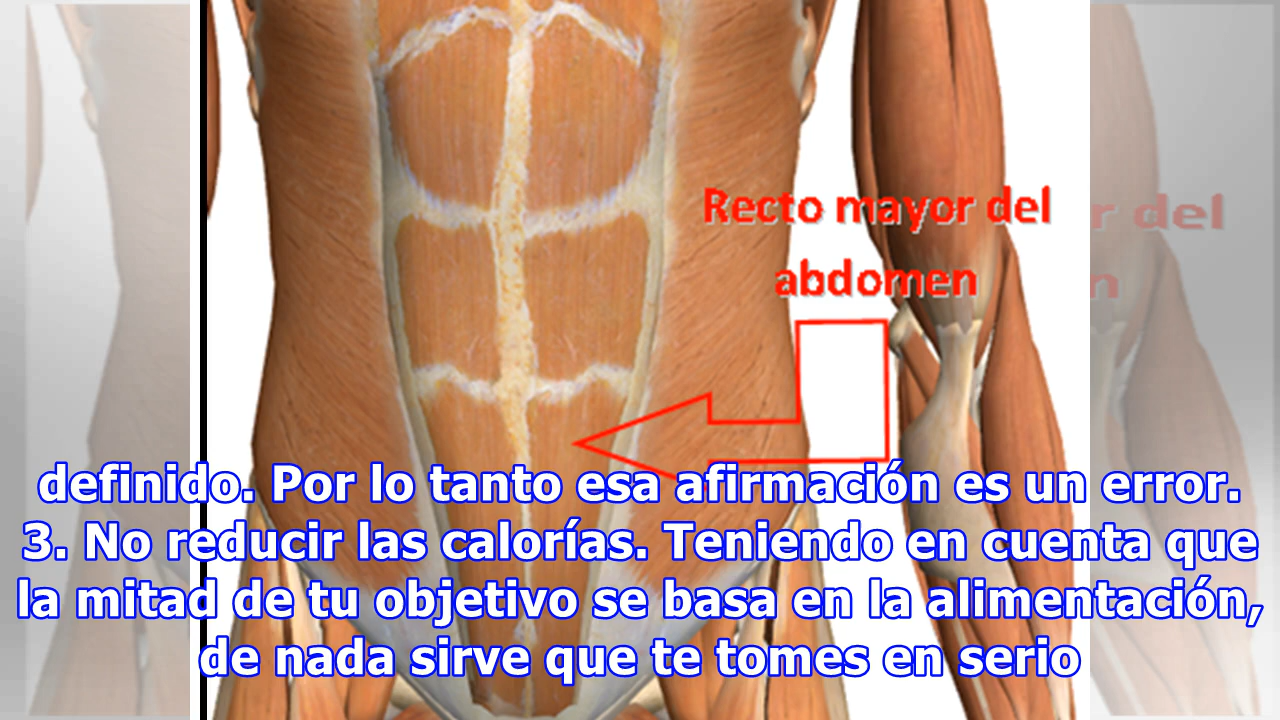 Recto mayor del
abdomen
r del
n
definido. Por lo tanto esa afirmación es un error.
3. No reducir las calorías. Teniendo en cuenta que
la mitad de tu objetivo se basa en la alimentación,
de nada sirve que te tomes en serio